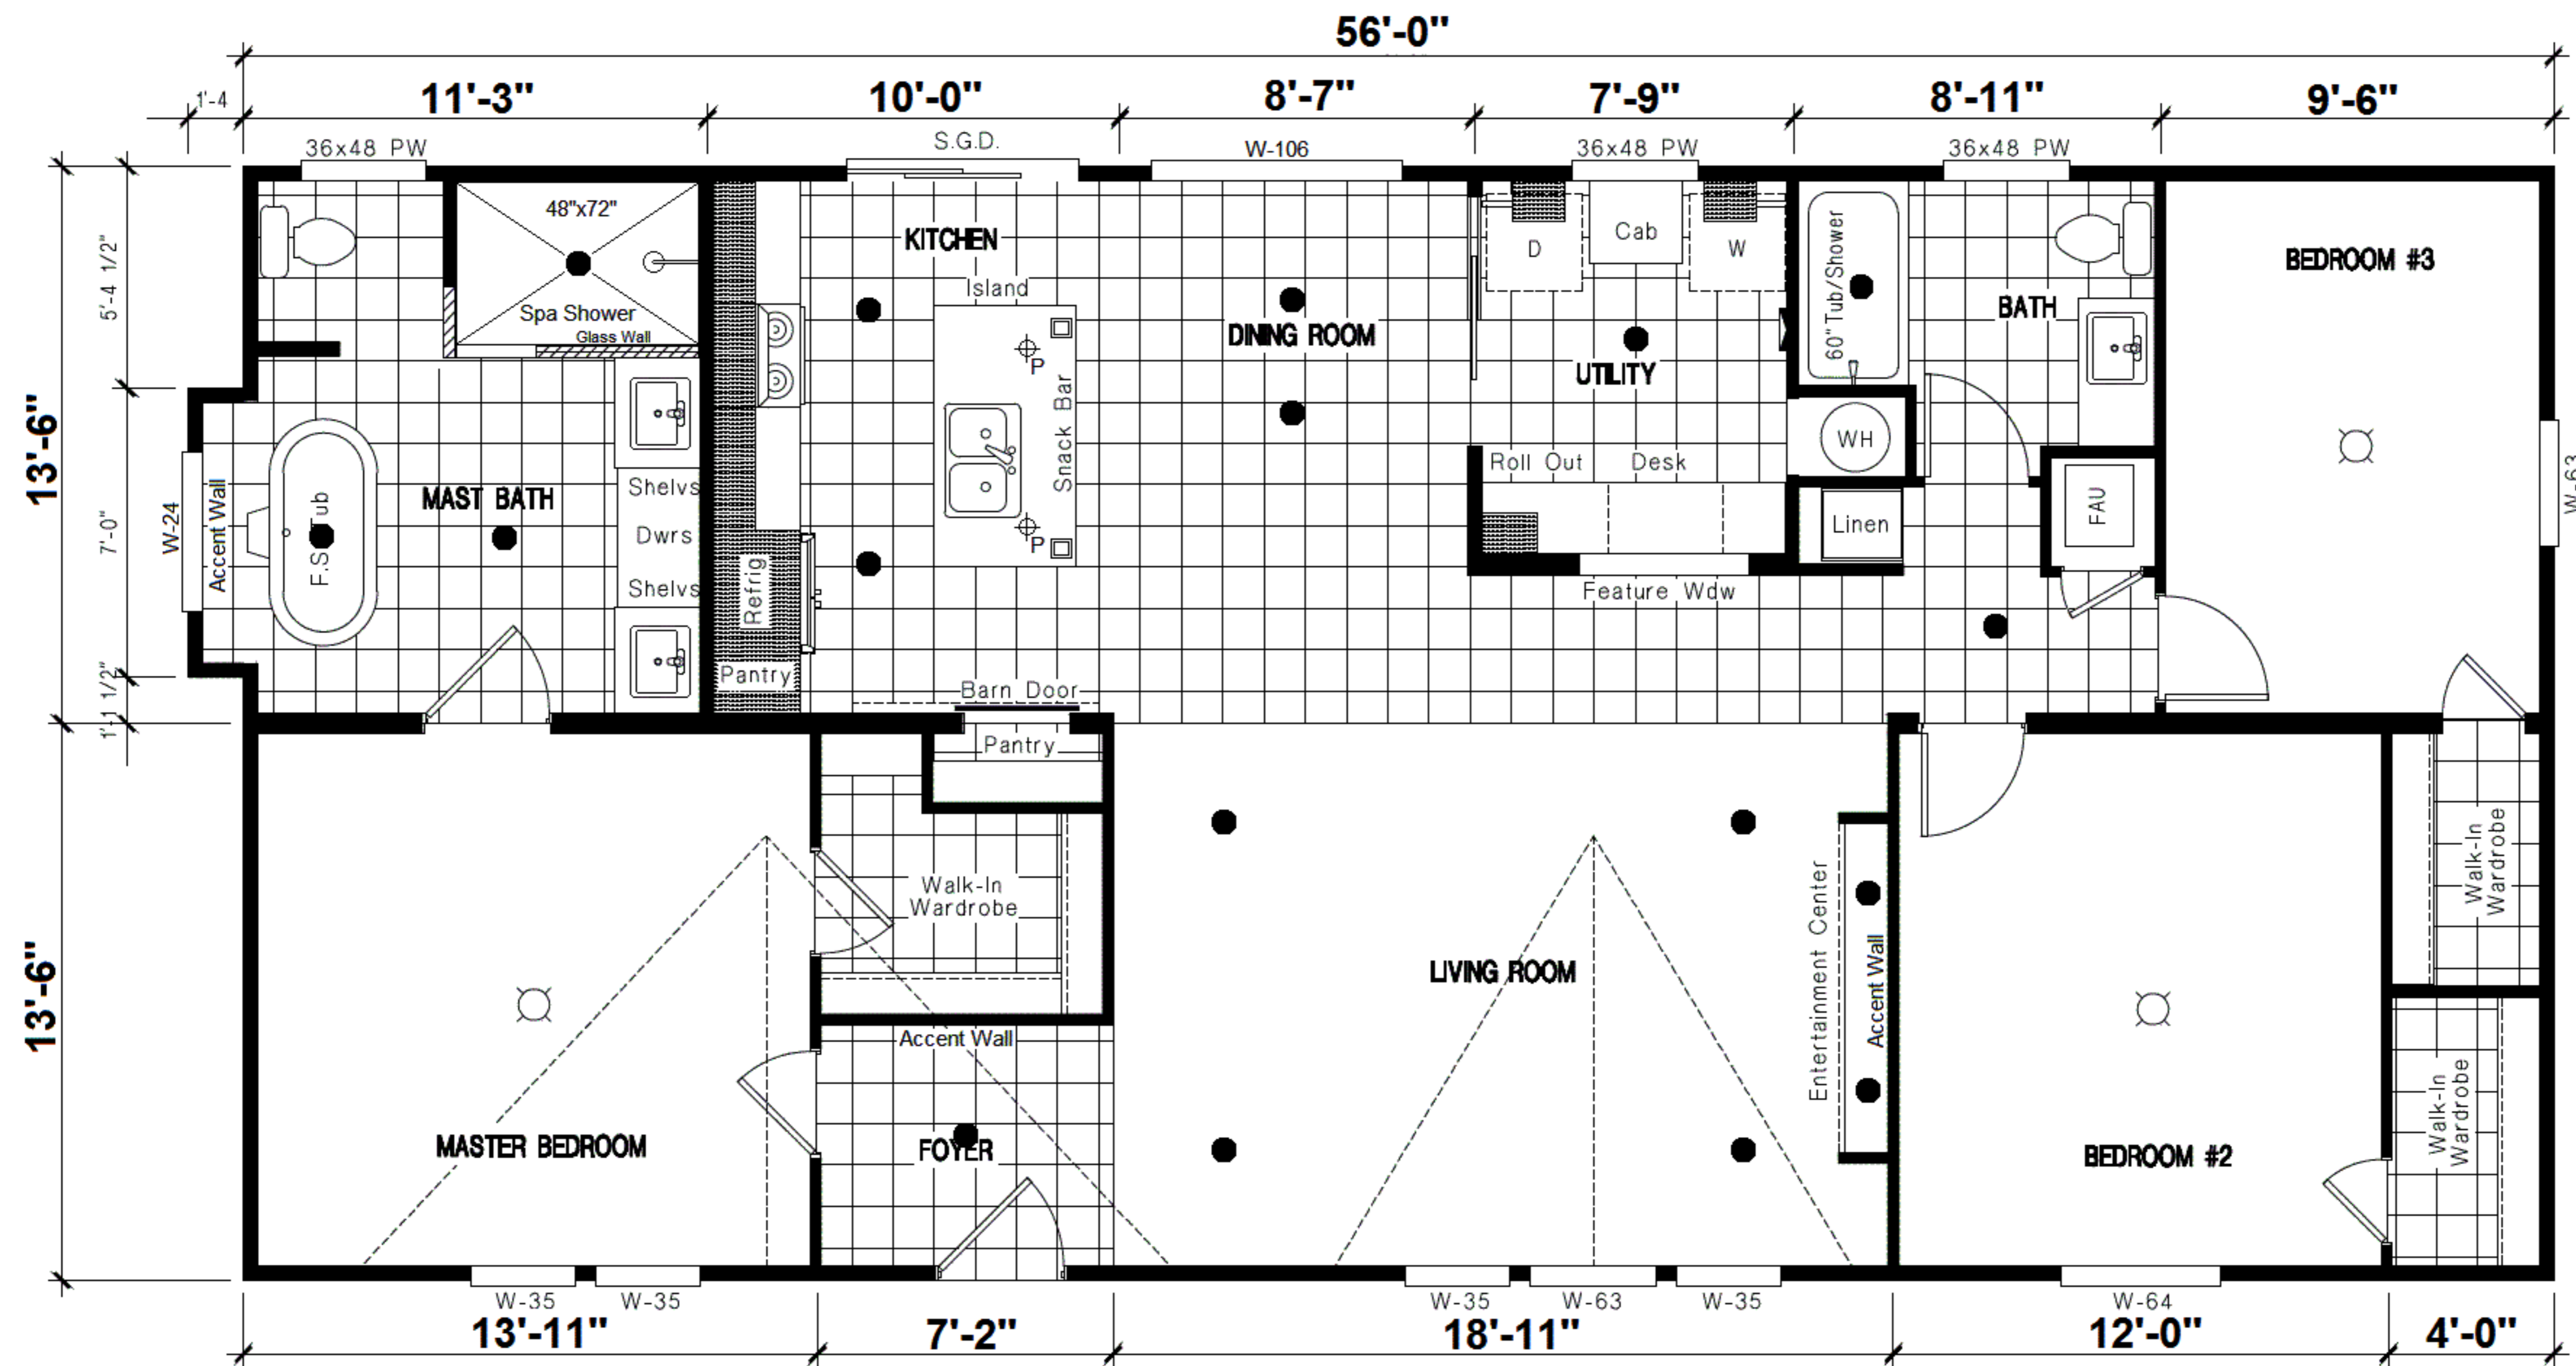 56'-0"
1'-4
11'-3"
10'-0"
8'-7"
7'-9"
8'-11"
9'-6"
36x48 PW
S.G.D.
W-106
36x48 PW
36x48 PW
13'-6"
5'-4 1/2"
7'-0"
1'-1 1/2"
48"x72"
Spa Shower
Glass Wall
KITCHEN
Island
P
Snack Bar
P
DINING ROOM
D
Cab
W
UTILITY
60" Tub/Shower
BATH
BEDROOM #3
W-24
Accent Wall
F.S. Tub
MAST BATH
Shelvs
Dwrs
Shelvs
Refrig
Pantry
Roll Out
Desk
WH
Linen
FAU
W-63
Feature Wdw
Barn Door
Pantry
13'-6"
Walk-In
Wardrobe
Accent Wall
MASTER BEDROOM
FOYER
LIVING ROOM
Entertainment Center
Accent Wall
BEDROOM #2
Walk-In
Wardrobe
Walk-In
Wardrobe
W-35
W-35
W-35
W-63
W-35
W-64
13'-11"
7'-2"
18'-11"
12'-0"
4'-0"